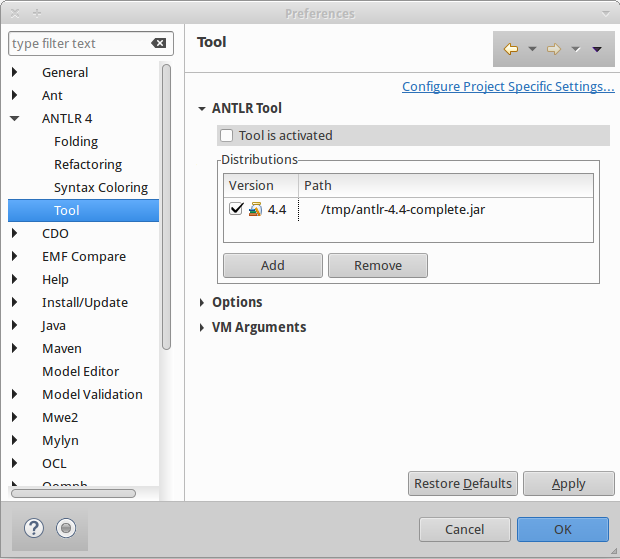 Preferences
type filter text
General
Ant
ANTLR 4
Folding
Refactoring
Syntax Coloring
Tool
CDO
EMF Compare
Help
Install/Update
Java
Maven
Model Editor
Model Validation
Mwe2
Mylyn
OCL
Oomph
Tool
Configure Project Specific Settings...
ANTLR Tool
Tool is activated
Distributions
Version Path
4.4 /tmp/antlr-4.4-complete.jar
Add Remove
Options
VM Arguments
Restore Defaults Apply
? Cancel OK